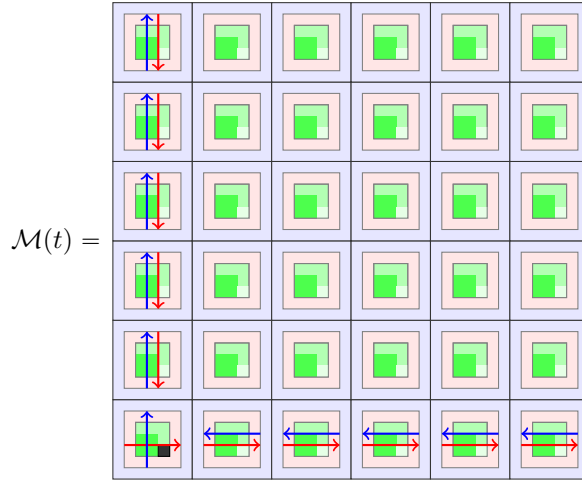 ℳ(t) =